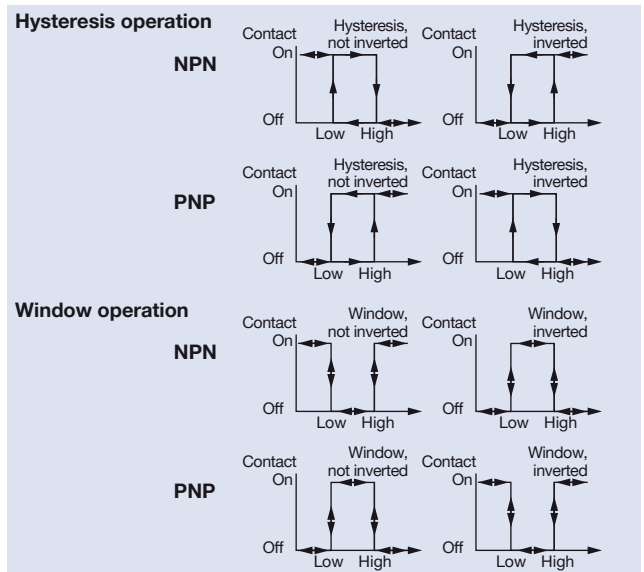 Hysteresis operation
NPN
Contact
On
Off
Hysteresis,
not inverted
Low High
Contact
On
Off
Hysteresis,
inverted
Low High
PNP
Contact
On
Off
Hysteresis,
not inverted
Low High
Contact
On
Off
Hysteresis,
inverted
Low High
Window operation
NPN
Contact
On
Off
Window,
not inverted
Low High
Contact
On
Off
Window,
inverted
Low High
PNP
Contact
On
Off
Window,
not inverted
Low High
Contact
On
Off
Window,
inverted
Low High